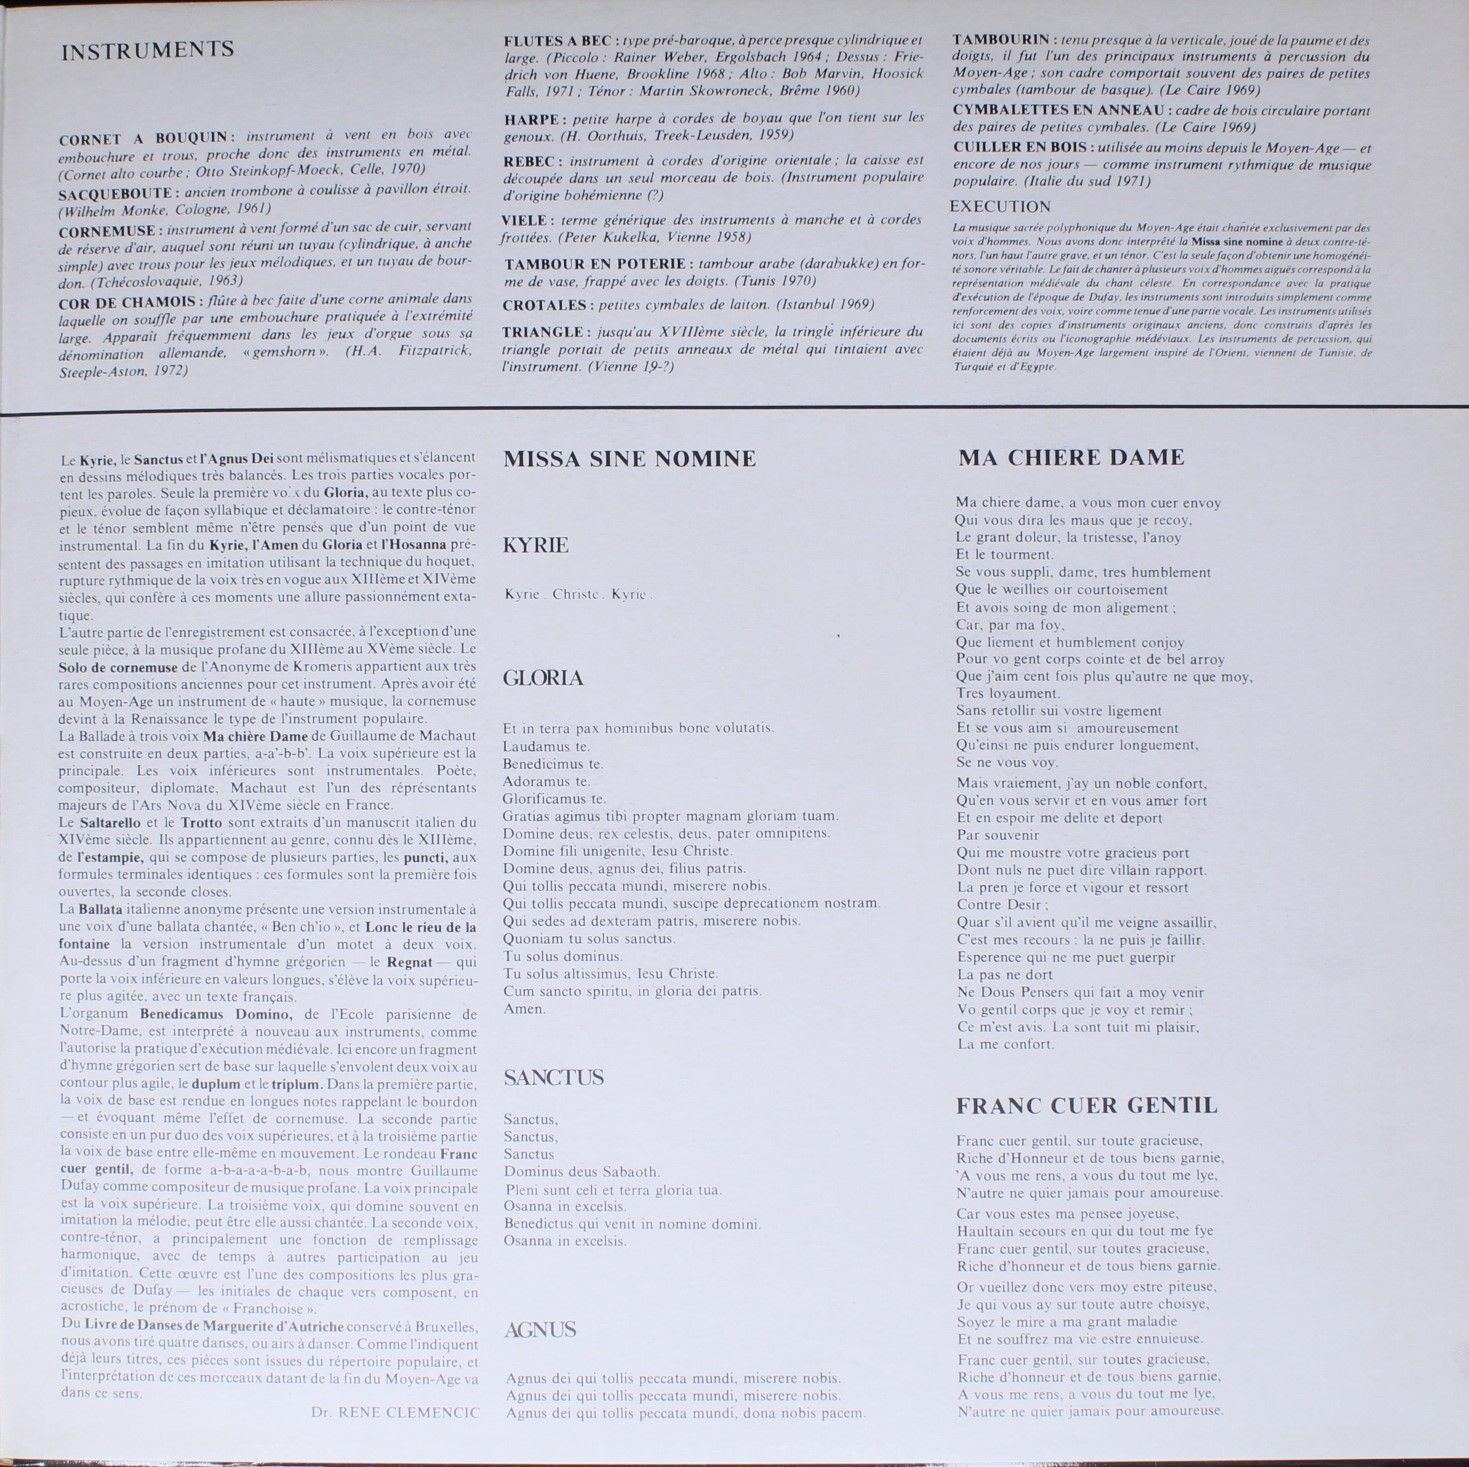 INSTRUMENTS
CORNET A BOUQUIN : instrument à vent en bois avec
embouchure et trous, proche donc des instruments en métal.
(Cornet alto courbe ; Otto Steinkopf-Moeck, Celle, 1970)
SACQUEBOUTE : ancien trombone à coulisse à pavillon étroit.
(Wilhelm Monke, Cologne, 1961)
CORNEMUSE : instrument à vent formé d'un sac de cuir, servant
de réserve d'air, auquel sont réuni un tuyau (cylindrique, à anche
simple) avec trous pour les jeux mélodiques, et un tuyau de bour-
don. (Tchécoslovaquie, 1963)
COR DE CHAMOIS : flûte à bec faite d'une corne animale dans
laquelle on souffle par une embouchure pratiquée à l'extrémité
large. Apparaît fréquemment dans les jeux d'orgue sous sa
dénomination allemande, « gemshorn ». (H.A. Fitzpatrick,
Steeple-Aston, 1972)
FLUTES A BEC : type pré-baroque, à perce presque cylindrique et
large. (Piccolo : Rainer Weber, Ergolsbach 1964 ; Dessus : Frie-
drich von Huene, Brookline 1968 ; Alto : Bob Marvin, Hoosick
Falls, 1971 ; Ténor : Martin Skowroneck, Brême 1960)
HARPE : petite harpe à cordes de boyau que l'on tient sur les
genoux. (H. Oorthuis, Treek-Leusden, 1959)
REBEC : instrument à cordes d'origine orientale ; la caisse est
découpée dans un seul morceau de bois. (Instrument populaire
d'origine bohémienne (?)
VIELE : terme générique des instruments à manche et à cordes
frottées. (Peter Kukelka, Vienne 1958)
TAMBOUR EN POTERIE : tambour arabe (darabukke) en for-
me de vase, frappé avec les doigts. (Tunis 1970)
CROTALES : petites cymbales de laiton. (Istanbul 1969)
TRIANGLE : jusqu'au XVIIIème siècle, la tringle inférieure du
triangle portait de petits anneaux de métal qui tintaient avec
l'instrument. (Vienne 19-?)
TAMBOURIN : tenu presque à la verticale, joué de la paume et des
doigts, il fut l'un des principaux instruments à percussion du
Moyen-Age ; son cadre comportait souvent des paires de petites
cymbales (tambour de basque). (Le Caire 1969)
CYMBALETTES EN ANNEAU : cadre de bois circulaire portant
des paires de petites cymbales. (Le Caire 1969)
CUILLER EN BOIS : utilisée au moins depuis le Moyen-Age — et
encore de nos jours — comme instrument rythmique de musique
populaire. (Italie du sud 1971)
EXECUTION
La musique sacrée polyphonique du Moyen-Age était chantée exclusivement par des
voix d'hommes. Nous avons donc interprété la Missa sine nomine à deux contre-té-
nors, l'un haut l'autre grave, et un ténor. C'est la seule façon d'obtenir une homogénéi-
té sonore véritable. Le fait de chanter à plusieurs voix d'hommes aiguës correspond à la
représentation médiévale du chant céleste. En correspondance avec la pratique
d'exécution de l'époque de Dufay, les instruments sont introduits simplement comme
renforcement des voix, voire comme tenue d'une partie vocale. Les instruments utilisés
ici sont des copies d'instruments originaux anciens, donc construits d'après les
documents écrits ou l'iconographie médiévaux. Les instruments de percussion, qui
étaient déjà au Moyen-Age largement inspiré de l'Orient, viennent de Tunisie, de
Turquié et d'Egypte.
Le Kyrie, le Sanctus et l'Agnus Dei sont mélismatiques et s'élancent
en dessins mélodiques très balancés. Les trois parties vocales por-
tent les paroles. Seule la première voix du Gloria, au texte plus co-
pieux, évolue de façon syllabique et déclamatoire : le contre-ténor
et le ténor semblent même n'être pensés que d'un point de vue
instrumental. La fin du Kyrie, l'Amen du Gloria et l'Hosanna pré-
sentent des passages en imitation utilisant la technique du hoquet,
rupture rythmique de la voix très en vogue aux XIIIème et XIVème
siècles, qui confère à ces moments une allure passionnément exta-
tique.
L'autre partie de l'enregistrement est consacrée, à l'exception d'une
seule pièce, à la musique profane du XIIIème au XVème siècle. Le
Solo de cornemuse de l'Anonyme de Kromeris appartient aux très
rares compositions anciennes pour cet instrument. Après avoir été
au Moyen-Age un instrument de « haute » musique, la cornemuse
devint à la Renaissance le type de l'instrument populaire.
La Ballade à trois voix Ma chière Dame de Guillaume de Machaut
est construite en deux parties, a-a'-b-b'. La voix supérieure est la
principale. Les voix inférieures sont instrumentales. Poète,
compositeur, diplomate, Machaut est l'un des réprésentants
majeurs de l'Ars Nova du XIVème siècle en France.
Le Saltarello et le Trotto sont extraits d'un manuscrit italien du
XIVème siècle. Ils appartiennent au genre, connu dès le XIIIème,
de l'estampie, qui se compose de plusieurs parties, les puncti, aux
formules terminales identiques : ces formules sont la première fois
ouvertes, la seconde closes.
La Ballata italienne anonyme présente une version instrumentale à
une voix d'une ballata chantée, « Ben ch'io », et Lonc le rieu de la
fontaine la version instrumentale d'un motet à deux voix.
Au-dessus d'un fragment d'hymne grégorien — le Regnat — qui
porte la voix inférieure en valeurs longues, s'élève la voix supérieu-
re plus agitée, avec un texte français.
L'organum Benedicamus Domino, de l'Ecole parisienne de
Notre-Dame, est interprété à nouveau aux instruments, comme
l'autorise la pratique d'exécution médiévale. Ici encore un fragment
d'hymne grégorien sert de base sur laquelle s'envolent deux voix au
contour plus agile, le duplum et le triplum. Dans la première partie,
la voix de base est rendue en longues notes rappelant le bourdon
— et évoquant même l'effet de cornemuse. La seconde partie
consiste en un pur duo des voix supérieures, et à la troisième partie
la voix de base entre elle-même en mouvement. Le rondeau Franc
cuer gentil, de forme a-b-a-a-a-b-a-b, nous montre Guillaume
Dufay comme compositeur de musique profane. La voix principale
est la voix supérieure. La troisième voix, qui domine souvent en
imitation la mélodie, peut être elle aussi chantée. La seconde voix,
contre-ténor, a principalement une fonction de remplissage
harmonique, avec de temps à autres participation au jeu
d'imitation. Cette œuvre est l'une des compositions les plus gra-
cieuses de Dufay — les initiales de chaque vers composent, en
acrostiche, le prénom de « Franchoise ».
Du Livre de Danses de Marguerite d'Autriche conservé à Bruxelles,
nous avons tiré quatre danses, ou airs à danser. Comme l'indiquent
déjà leurs titres, ces pièces sont issues du répertoire populaire, et
l'interprétation de ces morceaux datant de la fin du Moyen-Age va
dans ce sens.
Dr. RENE CLEMENCIC
MISSA SINE NOMINE
KYRIE
Kyrie . Christe . Kyrie .
GLORIA
Et in terra pax hominibus bone volutatis.
Laudamus te.
Benedicimus te.
Adoramus te.
Glorificamus te.
Gratias agimus tibi propter magnam gloriam tuam.
Domine deus, rex celestis, deus, pater omnipitens.
Domine fili unigenite, Iesu Christe.
Domine deus, agnus dei, filius patris.
Qui tollis peccata mundi, miserere nobis.
Qui tollis peccata mundi, suscipe deprecationem nostram.
Qui sedes ad dexteram patris, miserere nobis.
Quoniam tu solus sanctus.
Tu solus dominus.
Tu solus altissimus, Iesu Christe.
Cum sancto spiritu, in gloria dei patris.
Amen.
SANCTUS
Sanctus,
Sanctus,
Sanctus
Dominus deus Sabaoth.
Pleni sunt celi et terra gloria tua.
Osanna in excelsis.
Benedictus qui venit in nomine domini.
Osanna in excelsis.
AGNUS
Agnus dei qui tollis peccata mundi, miserere nobis.
Agnus dei qui tollis peccata mundi, miserere nobis.
Agnus dei qui tollis peccata mundi, dona nobis pacem.
MA CHIERE DAME
Ma chiere dame, a vous mon cuer envoy
Qui vous dira les maus que je recoy,
Le grant doleur, la tristesse, l'anoy
Et le tourment.
Se vous suppli, dame, tres humblement
Que le weillies oir courtoisement
Et avois soing de mon aligement ;
Car, par ma foy,
Que liement et humblement conjoy
Pour vo gent corps cointe et de bel arroy
Que j'aim cent fois plus qu'autre ne que moy,
Tres loyaument.
Sans retollir sui vostre ligement
Et se vous aim si amoureusement
Qu'einsi ne puis endurer longuement,
Se ne vous voy.
Mais vraiement, j'ay un noble confort,
Qu'en vous servir et en vous amer fort
Et en espoir me delite et deport
Par souvenir
Qui me moustre votre gracieus port
Dont nuls ne puet dire villain rapport.
La pren je force et vigour et ressort
Contre Desir ;
Quar s'il avient qu'il me veigne assaillir,
C'est mes recours : la ne puis je faillir.
Esperence qui ne me puet guerpir
La pas ne dort
Ne Dous Pensers qui fait a moy venir
Vo gentil corps que je voy et remir ;
Ce m'est avis. La sont tuit mi plaisir,
La me confort.
FRANC CUER GENTIL
Franc cuer gentil, sur toute gracieuse,
Riche d'Honneur et de tous biens garnie,
'A vous me rens, a vous du tout me lye,
N'autre ne quier jamais pour amoureuse.
Car vous estes ma pensee joyeuse,
Haultain secours en qui du tout me fye
Franc cuer gentil, sur toutes gracieuse,
Riche d'honneur et de tous biens garnie.
Or vueillez donc vers moy estre piteuse,
Je qui vous ay sur toute autre choisye,
Soyez le mire a ma grant maladie
Et ne souffrez ma vie estre ennuieuse.
Franc cuer gentil, sur toutes gracieuse,
Riche d'honneur et de tous biens garnie,
A vous me rens, a vous du tout me lye,
N'autre ne quier jamais pour amoureuse.